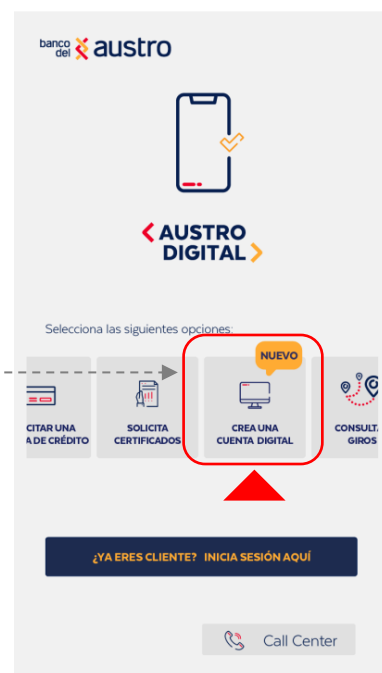 banco del austro
AUSTRO
DIGITAL
Selecciona las siguientes opciones:
NUEVO
CITAR UNA
A DE CRÉDITO
SOLICITA
CERTIFICADOS
CREA UNA
CUENTA DIGITAL
CONSULT
GIROS
¿YA ERES CLIENTE? INICIA SESIÓN AQUÍ
Call Center